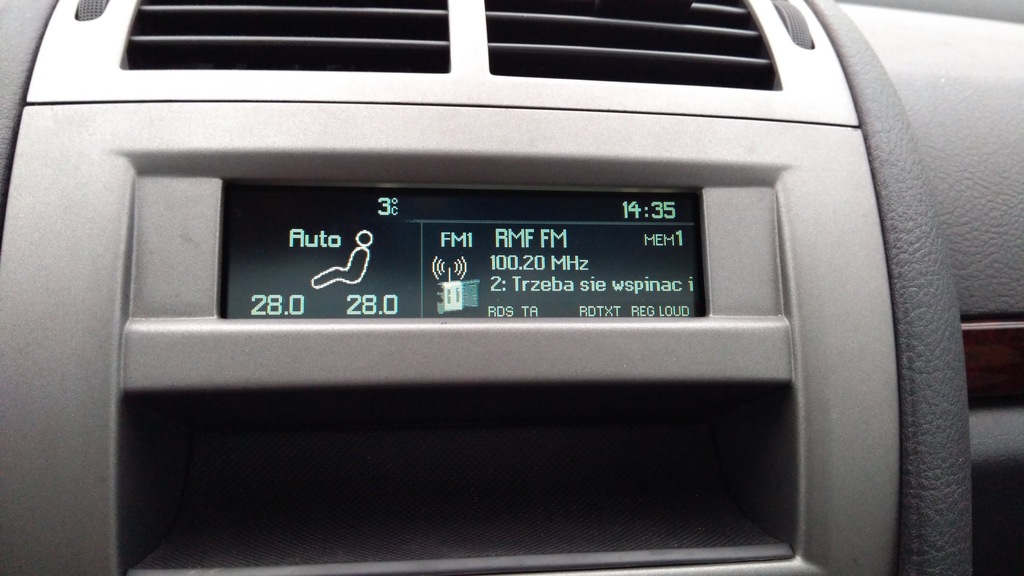 3°C 14:35
Auto
28.0 28.0
FM1 RMF FM MEM1
100.20 MHz
2: Trzeba sie wspinac i
RDS TA RDTXT REG LOUD